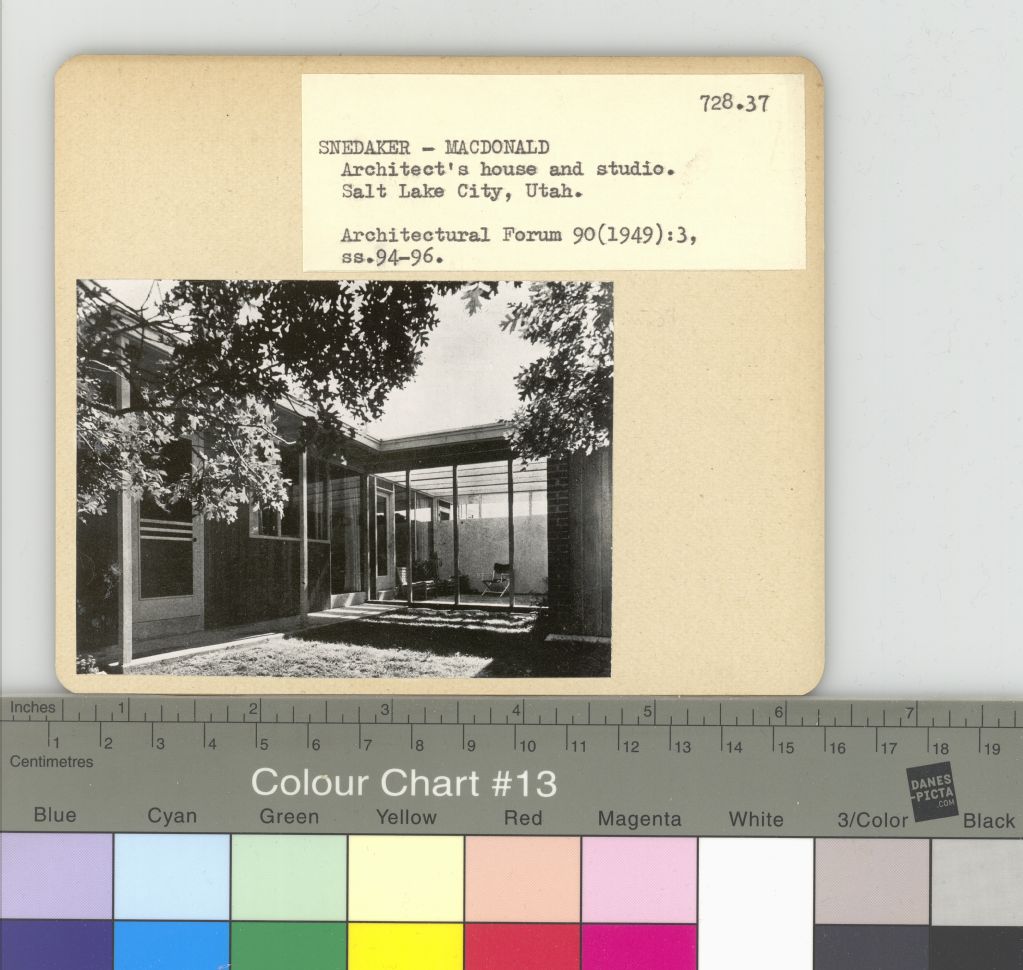 728.37
SNEDAKER - MACDONALD
Architect's house and studio.
Salt Lake City, Utah.
Architectural Forum 90(1949):3,
ss.94-96.
Inches 1 2 3 4 5 6 7
1 2 3 4 5 6 7 8 9 10 11 12 13 14 15 16 17 18 19
Centimetres
Colour Chart #13
DANES
-PICTA
.COM
Blue Cyan Green Yellow Red Magenta White 3/Color Black